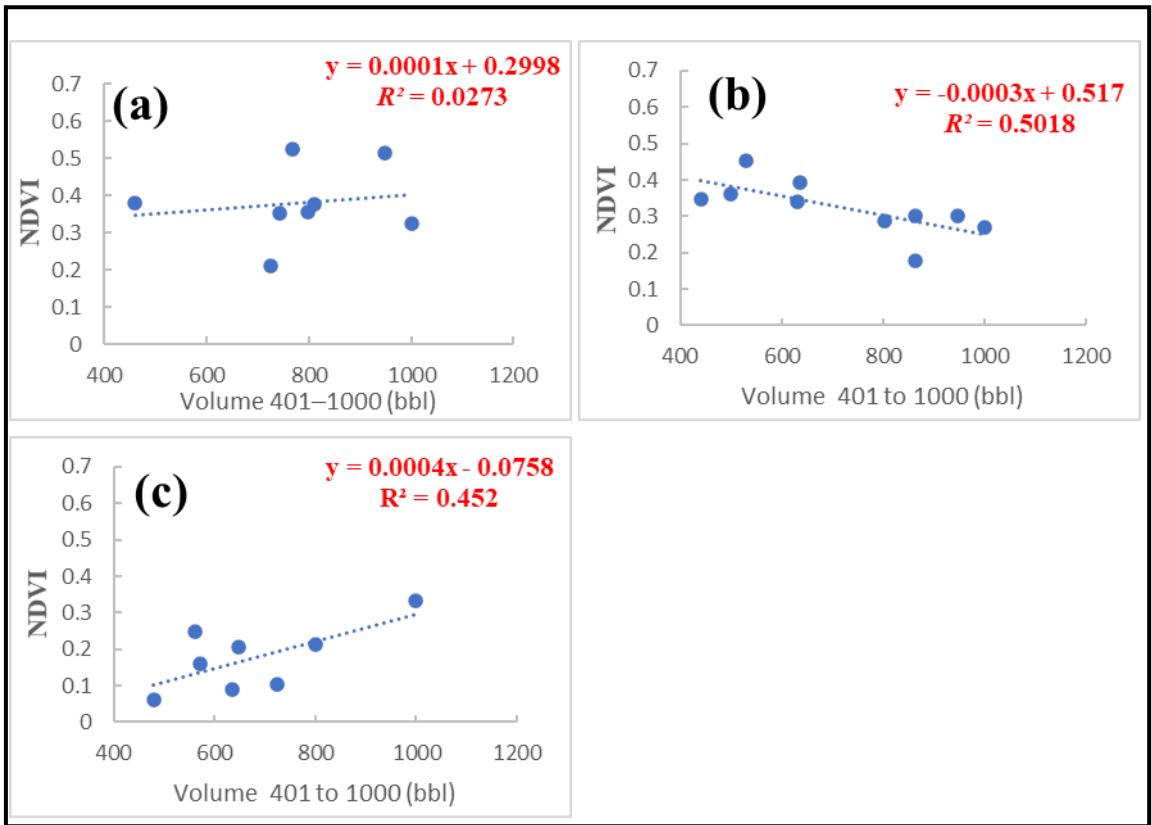 (a)
y = 0.0001x + 0.2998
R² = 0.0273
NDVI
0.7
0.6
0.5
0.4
0.3
0.2
0.1
0
400 600 800 1000 1200
Volume 401–1000 (bbl)
(b)
y = -0.0003x + 0.517
R² = 0.5018
NDVI
0.7
0.6
0.5
0.4
0.3
0.2
0.1
0
400 600 800 1000 1200
Volume 401 to 1000 (bbl)
(c)
y = 0.0004x - 0.0758
R² = 0.452
NDVI
0.7
0.6
0.5
0.4
0.3
0.2
0.1
0
400 600 800 1000 1200
Volume 401 to 1000 (bbl)